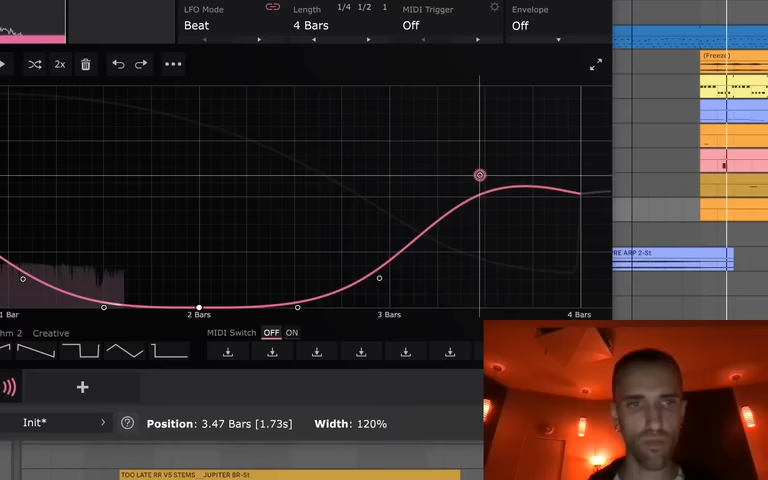 LFO Mode
Beat
Length 1/4 1/2 1
4 Bars
MIDI Trigger
Off
Envelope
Off
2x
(Freeze)
1 Bar 2 Bars 3 Bars 4 Bars
PRE ARP 2-St
hm 2 Creative MIDI Switch OFF ON
Init* Position: 3.47 Bars [1.73s] Width: 120%
TOO LATE RR V5 STEMS _ JUPITER BR-St